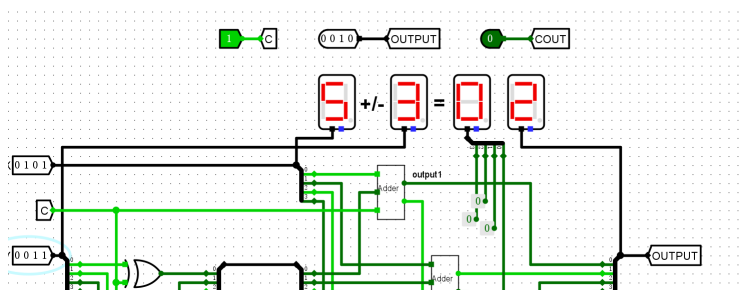 1 C 0 0 1 0 OUTPUT 0 COUT
5 +/- 3 = 0 2
0 1 0 1
output1
Adder
0
C
0
0
0 0 1 1
OUTPUT
Adder